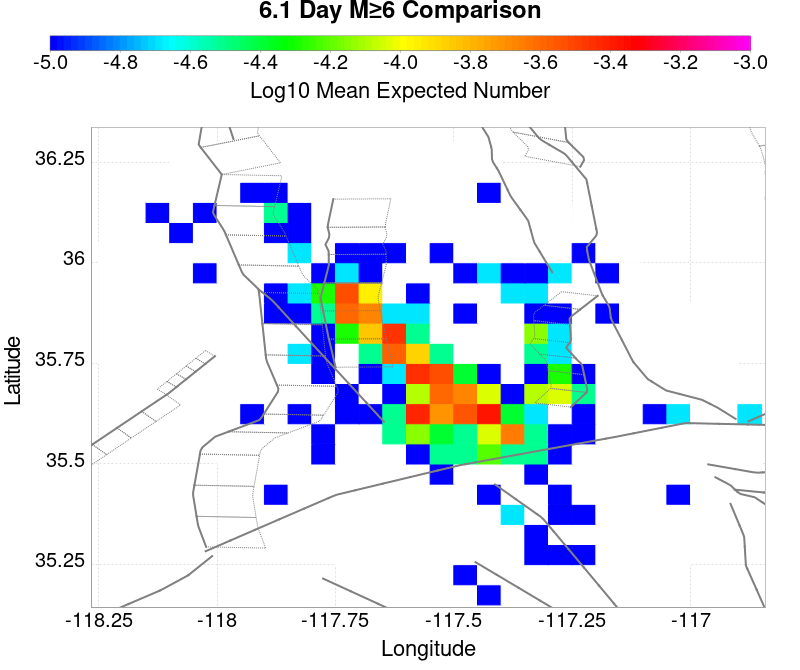 6.1 Day M≥6 Comparison
-5.0 -4.8 -4.6 -4.4 -4.2 -4.0 -3.8 -3.6 -3.4 -3.2 -3.0
Log10 Mean Expected Number
36.25
36
35.75
35.5
35.25
Latitude
-118.25 -118 -117.75 -117.5 -117.25 -117
Longitude